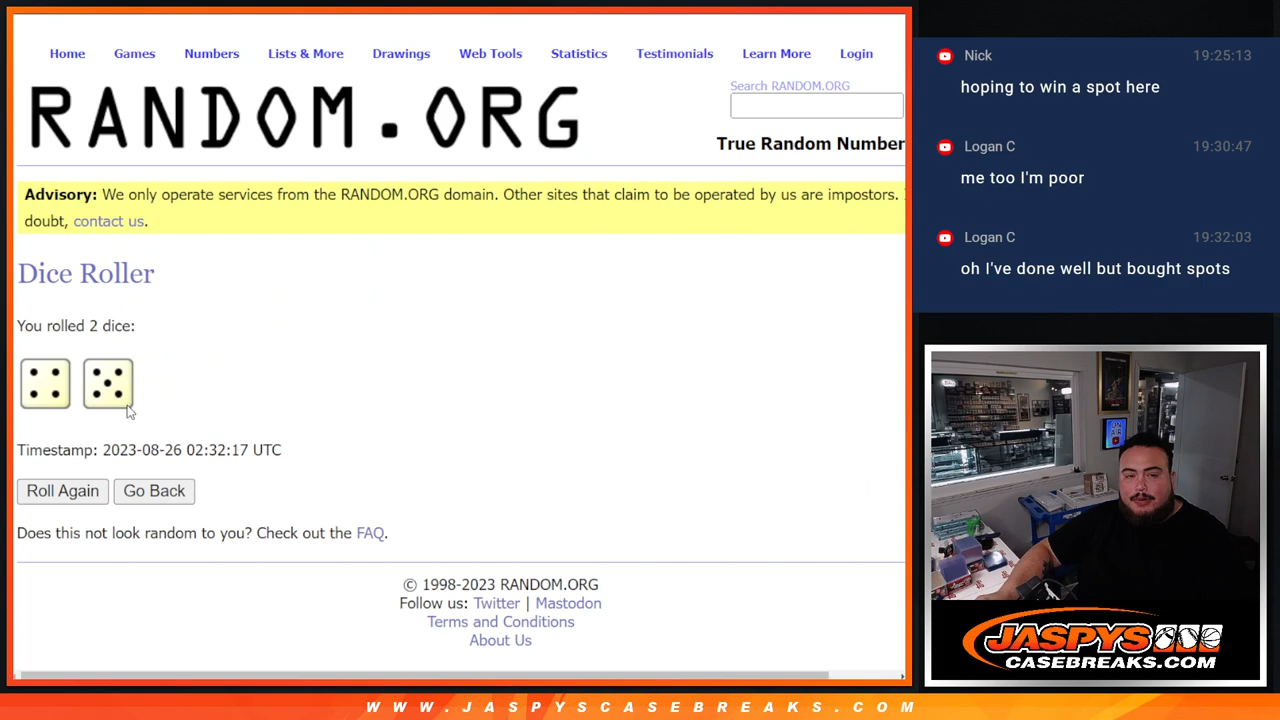 Home Games Numbers Lists & More Drawings Web Tools Statistics Testimonials Learn More Login
RANDOM.ORG
Search RANDOM.ORG
True Random Number
Advisory: We only operate services from the RANDOM.ORG domain. Other sites that claim to be operated by us are impostors.
doubt, contact us.
Dice Roller
You rolled 2 dice:
Timestamp: 2023-08-26 02:32:17 UTC
Roll Again Go Back
Does this not look random to you? Check out the FAQ.
© 1998-2023 RANDOM.ORG
Follow us: Twitter | Mastodon
Terms and Conditions
About Us
Nick 19:25:13
hoping to win a spot here
Logan C 19:30:47
me too I'm poor
Logan C 19:32:03
oh I've done well but bought spots
ON AIR
JASPYS
CASEBREAKS.COM
WWW.JASPYSCASEBREAKS.COM